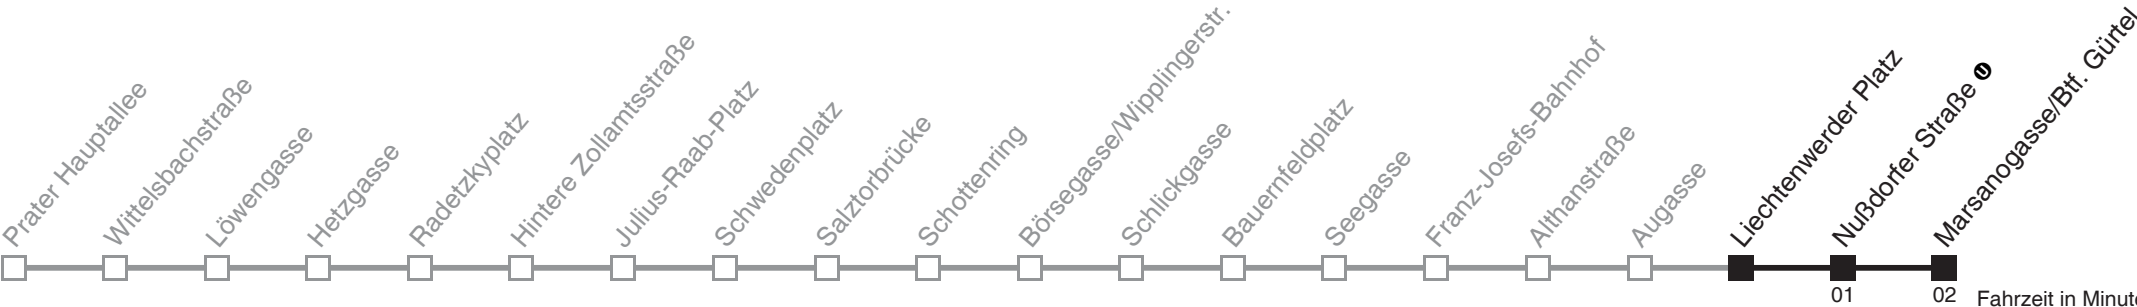 Prater Hauptallee
Wittelsbachstraße
Löwengasse
Hetzgasse
Radetzkyplatz
Hintere Zollamtsstraße
Julius-Raab-Platz
Schwedenplatz
Salztorbrücke
Schottenring
Börsegasse/Wipplingerstr.
Schlickgasse
Bauernfeldplatz
Seegasse
Franz-Josefs-Bahnhof
Althanstraße
Augasse
Liechtenwerder Platz
Nußdorfer Straße U
Marsanogasse/Btf. Gürtel
01 02 Fahrzeit in Minute